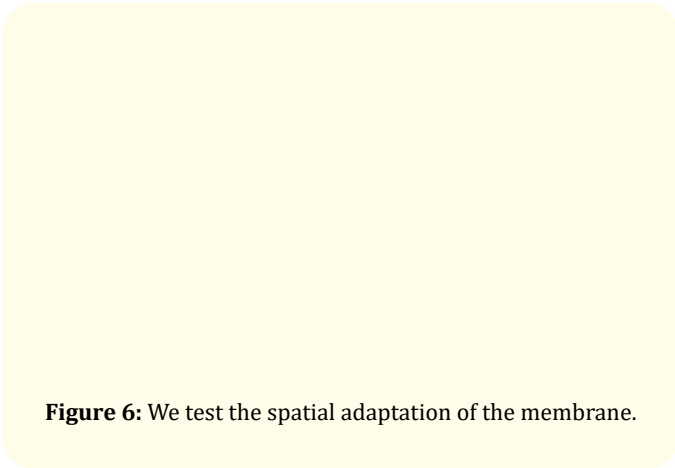 Figure 6: We test the spatial adaptation of the membrane.